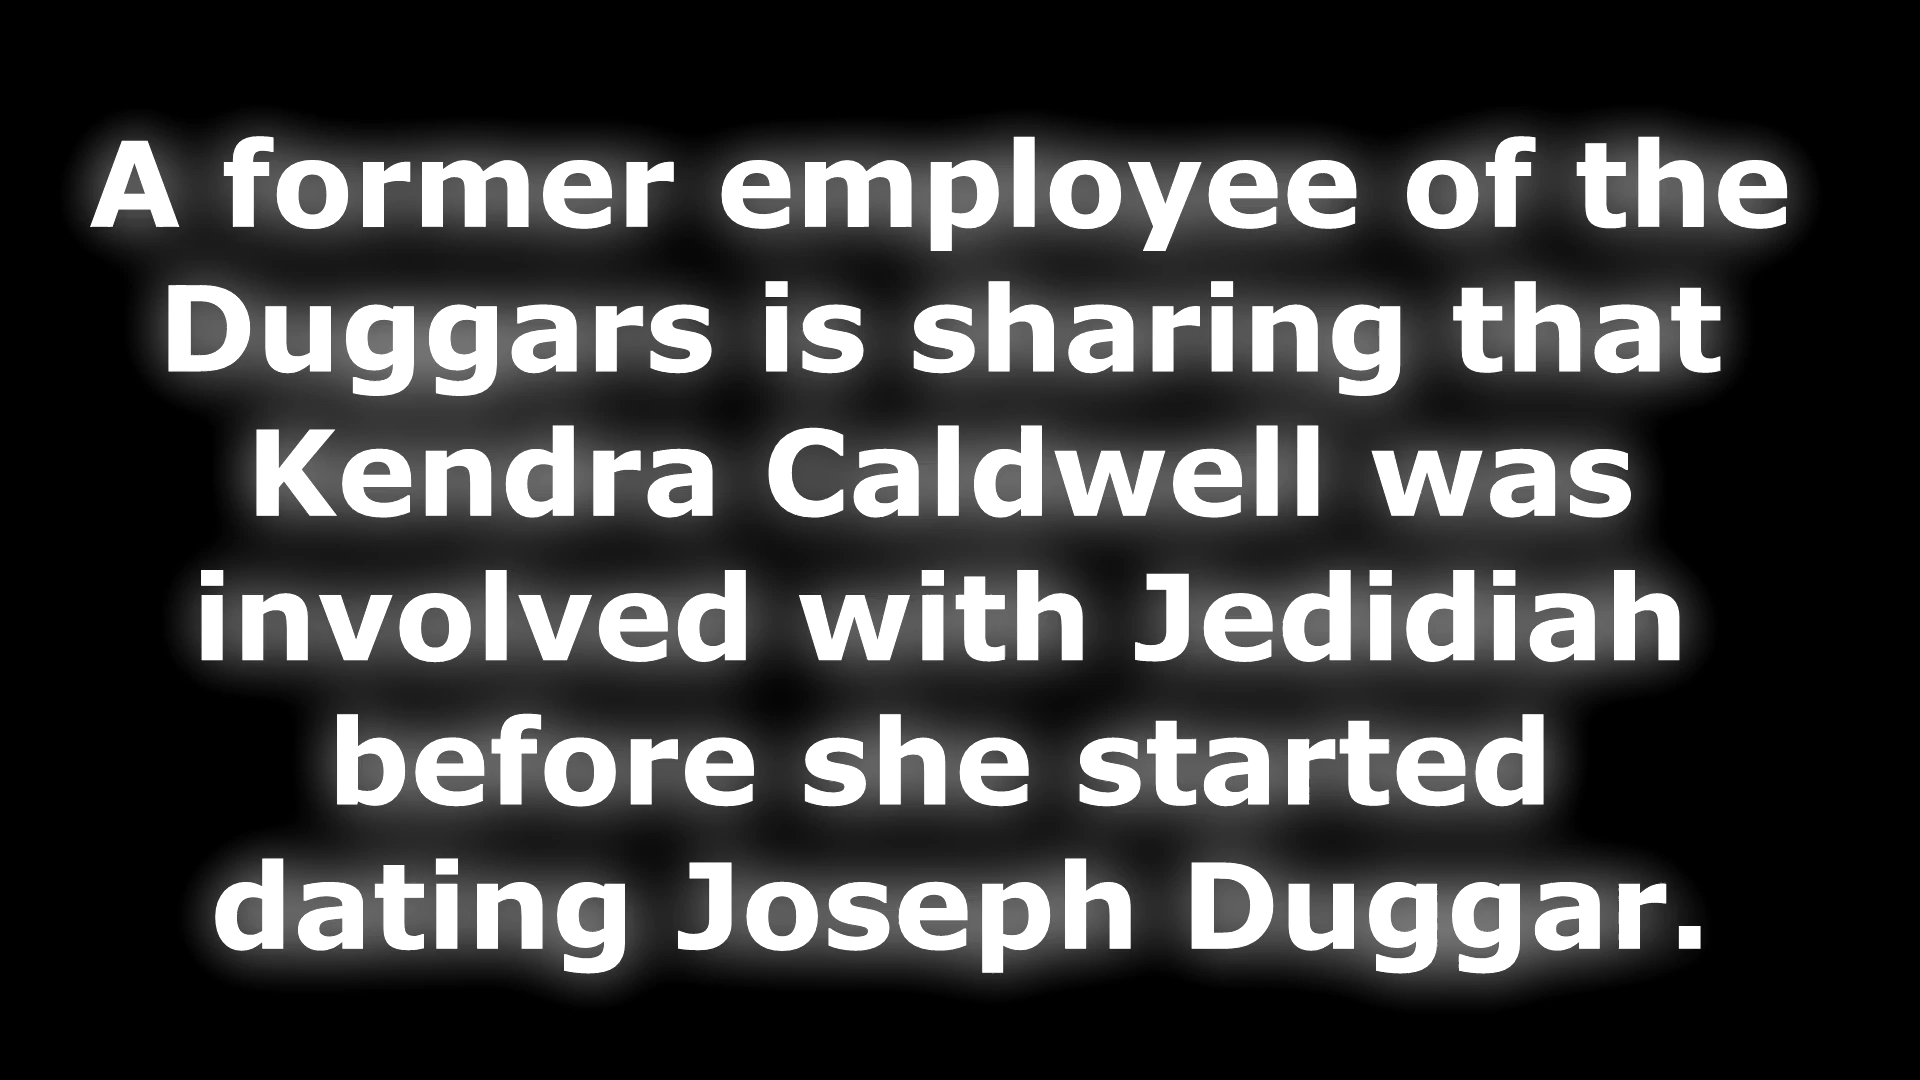 A former employee of the
Duggars is sharing that
Kendra Caldwell was
involved with Jedidiah
before she started
dating Joseph Duggar.